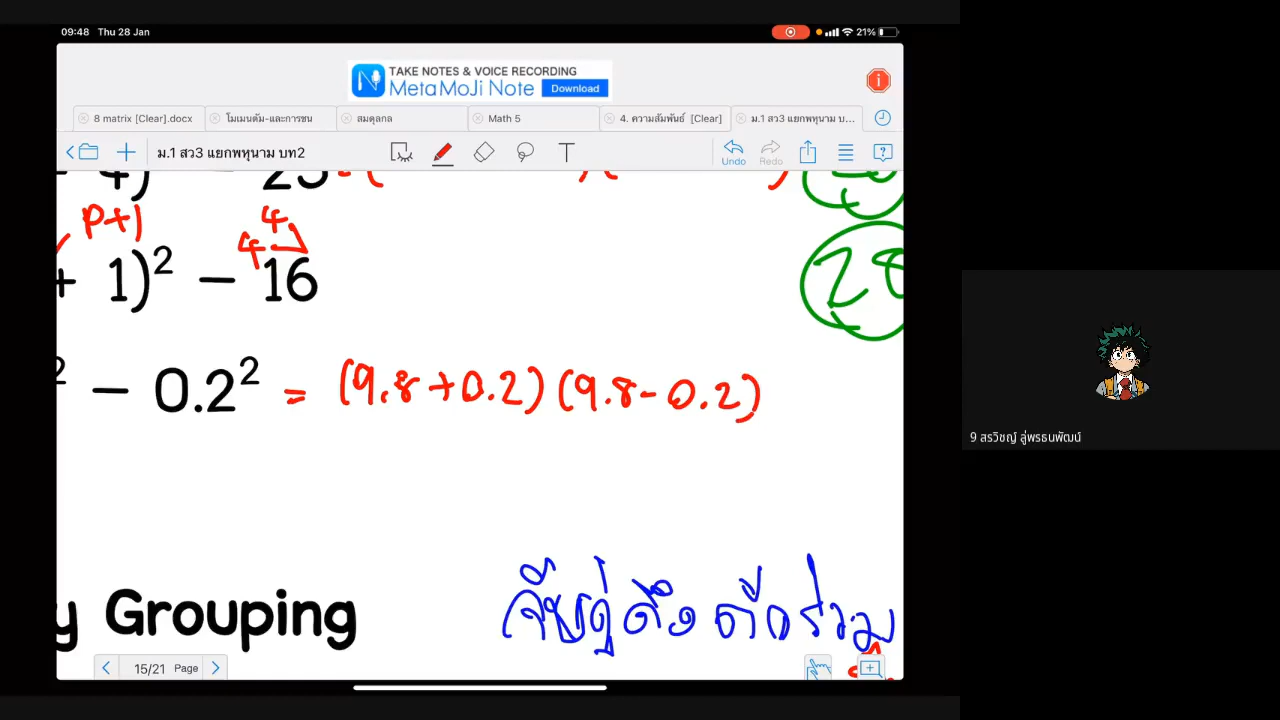 09:48 Thu 28 Jan
21%
TAKE NOTES & VOICE RECORDING
MetaMoJi Note Download
8 matrix [Clear].docx
โมเมนตัม-และการชน
สมดุลกล
Math 5
4. ความสัมพันธ์ [Clear]
ม.1 สว3 แยกพหุนาม บ...
ม.1 สว3 แยกพหุนาม บท2
T
Undo
Redo
4) – 25
P+1
4
4
+ 1)² – 16
28
² – 0.2² = (9.8+0.2)(9.8-0.2)
y Grouping
จับคู่ ดึง ตัวร่วม
15/21 Page
9 สรวิชญ์ ลู่พรธนพัฒน์